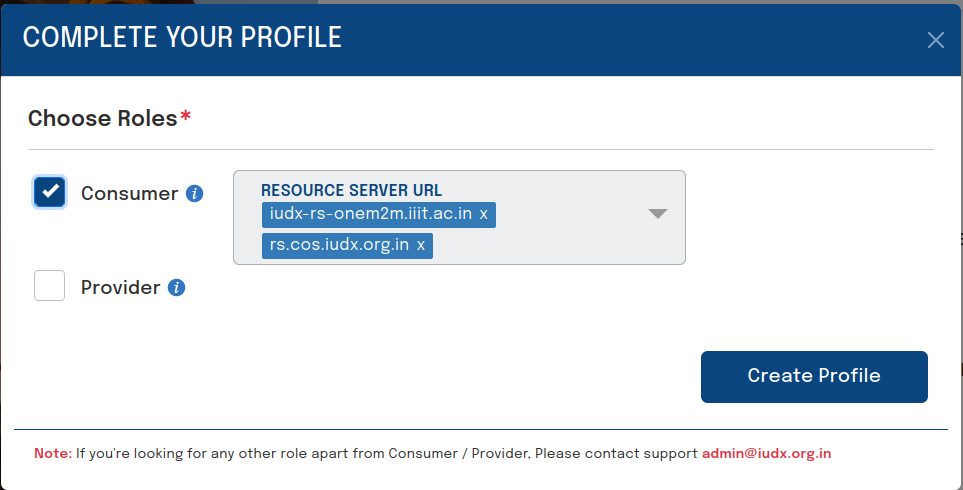 COMPLETE YOUR PROFILE
Choose Roles*
Consumer
RESOURCE SERVER URL
iudx-rs-onem2m.iiit.ac.in x
rs.cos.iudx.org.in x
Provider
Create Profile
Note: If you're looking for any other role apart from Consumer / Provider, Please contact support admin@iudx.org.in